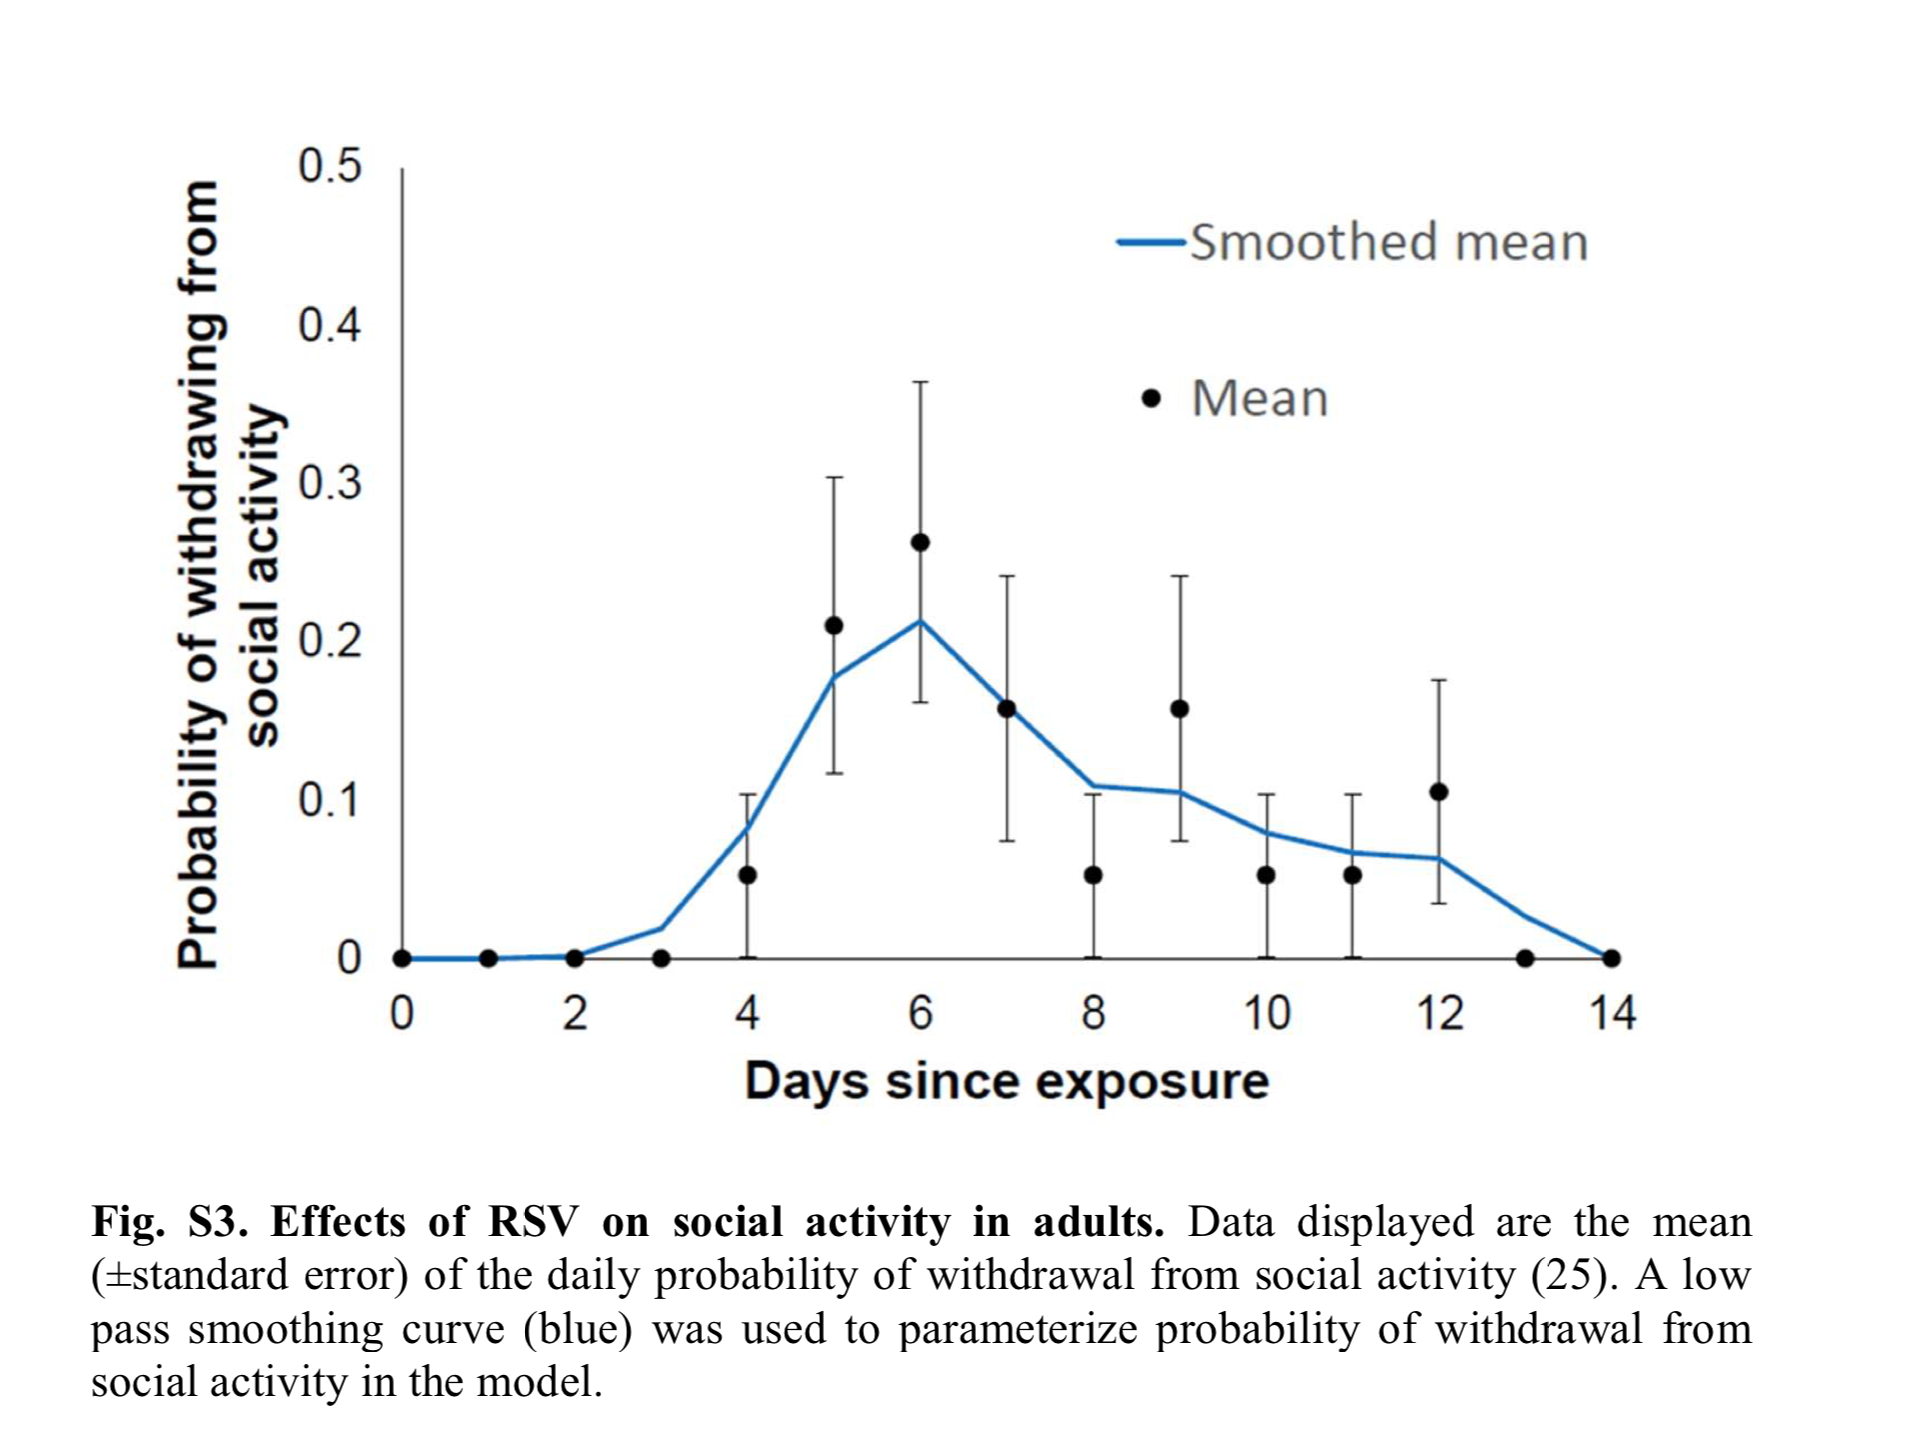 Probability of withdrawing from
social activity
0.5
0.4
0.3
0.2
0.1
0
Smoothed mean
Mean
0 2 4 6 8 10 12 14
Days since exposure
Fig. S3. Effects of RSV on social activity in adults. Data displayed are the mean
(±standard error) of the daily probability of withdrawal from social activity (25). A low
pass smoothing curve (blue) was used to parameterize probability of withdrawal from
social activity in the model.